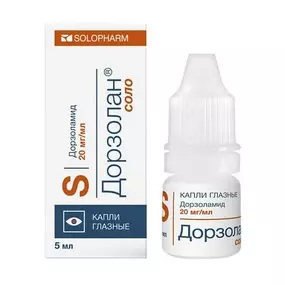 SOLOPHARM
Дорзолан®
соло
Дорзоламид
20 мг/мл
S
КАПЛИ
ГЛАЗНЫЕ
5 мл
КАПЛИ ГЛАЗНЫЕ
Дорзоламид
20 мг/мл
S
Дорзолан
соло